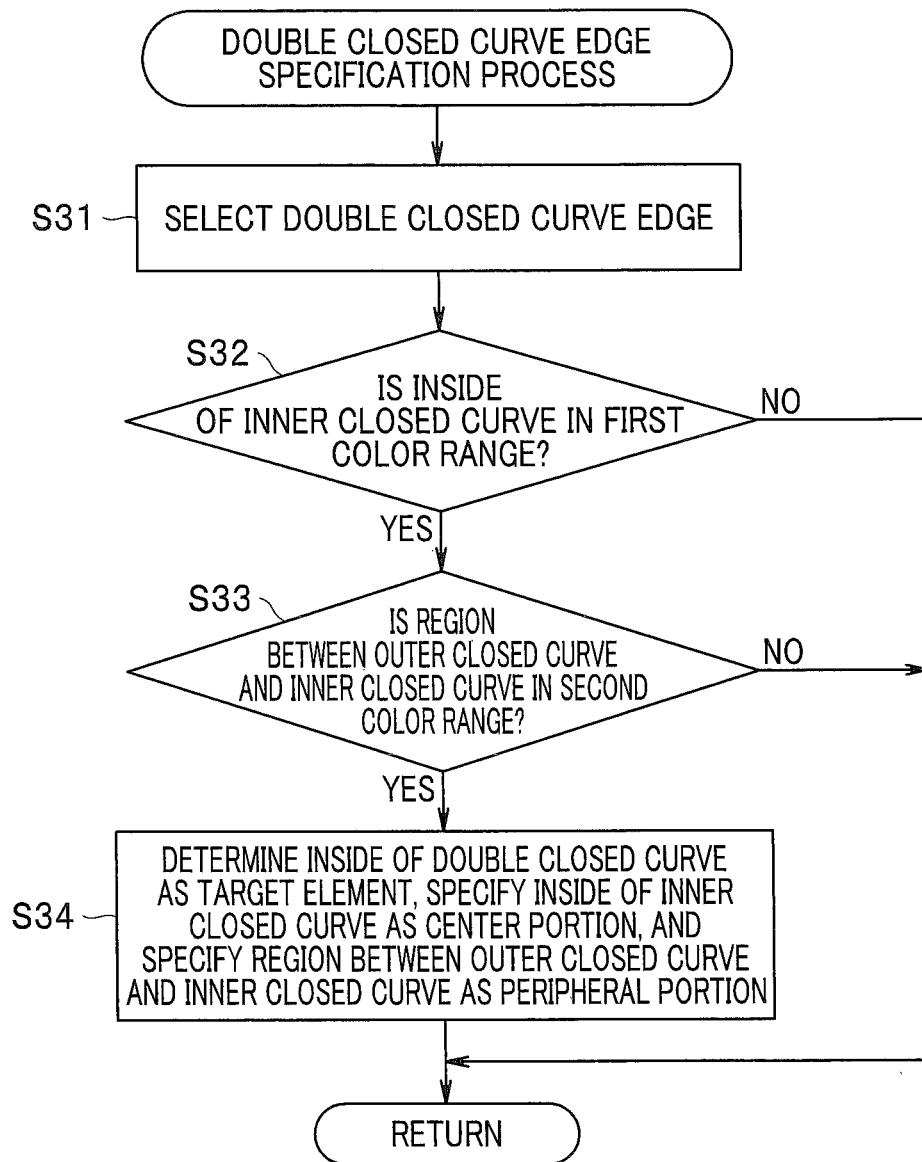 DOUBLE CLOSED CURVE EDGE
SPECIFICATION PROCESS
S31
SELECT DOUBLE CLOSED CURVE EDGE
S32
IS INSIDE
OF INNER CLOSED CURVE IN FIRST
COLOR RANGE?
NO
YES
S33
IS REGION
BETWEEN OUTER CLOSED CURVE
AND INNER CLOSED CURVE IN SECOND
COLOR RANGE?
NO
YES
S34
DETERMINE INSIDE OF DOUBLE CLOSED CURVE
AS TARGET ELEMENT, SPECIFY INSIDE OF INNER
CLOSED CURVE AS CENTER PORTION, AND
SPECIFY REGION BETWEEN OUTER CLOSED CURVE
AND INNER CLOSED CURVE AS PERIPHERAL PORTION
RETURN